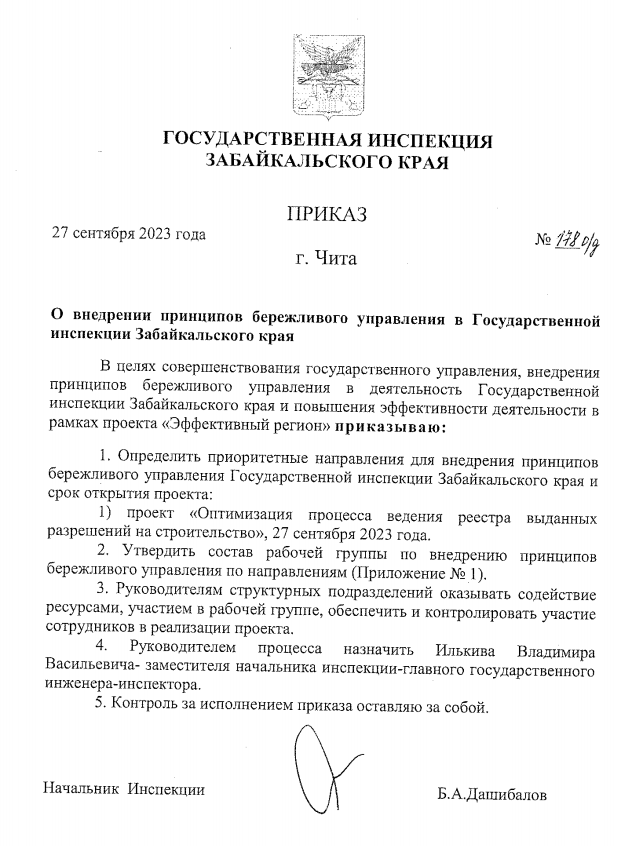 ГОСУДАРСТВЕННАЯ ИНСПЕКЦИЯ
ЗАБАЙКАЛЬСКОГО КРАЯ
ПРИКАЗ
27 сентября 2023 года
№ 178 о/д
г. Чита
О внедрении принципов бережливого управления в Государственной
инспекции Забайкальского края
В целях совершенствования государственного управления, внедрения
принципов бережливого управления в деятельность Государственной
инспекции Забайкальского края и повышения эффективности деятельности в
рамках проекта «Эффективный регион» приказываю:
1. Определить приоритетные направления для внедрения принципов
бережливого управления Государственной инспекции Забайкальского края и
срок открытия проекта:
1) проект «Оптимизация процесса ведения реестра выданных
разрешений на строительство», 27 сентября 2023 года.
2. Утвердить состав рабочей группы по внедрению принципов
бережливого управления по направлениям (Приложение № 1).
3. Руководителям структурных подразделений оказывать содействие
ресурсами, участием в рабочей группе, обеспечить и контролировать участие
сотрудников в реализации проекта.
4. Руководителем процесса назначить Илькива Владимира
Васильевича- заместителя начальника инспекции-главного государственного
инженера-инспектора.
5. Контроль за исполнением приказа оставляю за собой.
Начальник Инспекции
Б.А.Дашибалов